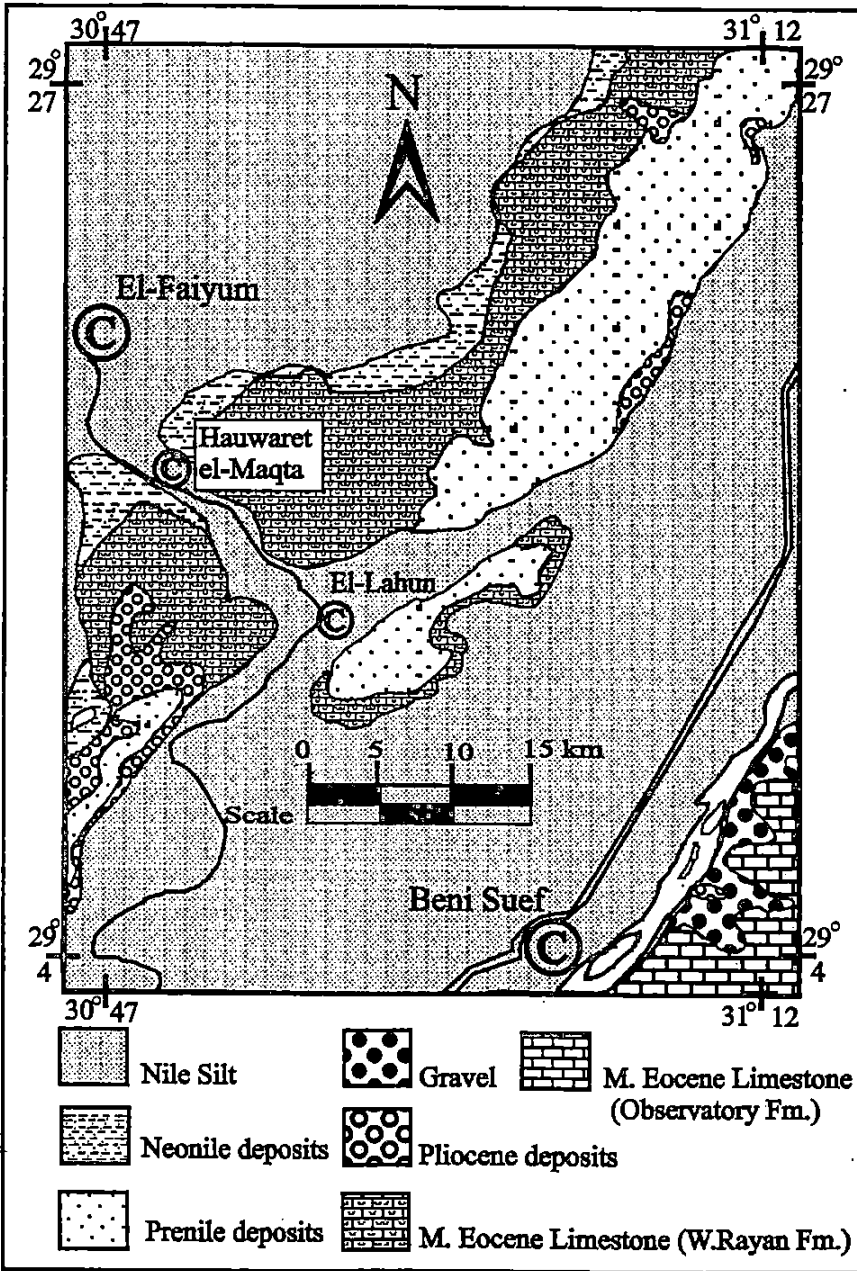 30° 47 31° 12
29° 27 29° 27
N
El-Faiyum
©
Hauwaret
el-Maqta
©
El-Lahun
©
0 5 10 15 km
Scale
Beni Suef
©
29° 4 29° 4
30° 47 31° 12
Nile Silt
Gravel
M. Eocene Limestone
(Observatory Fm.)
Neonile deposits
Pliocene deposits
Prenile deposits
M. Eocene Limestone (W.Rayan Fm.)